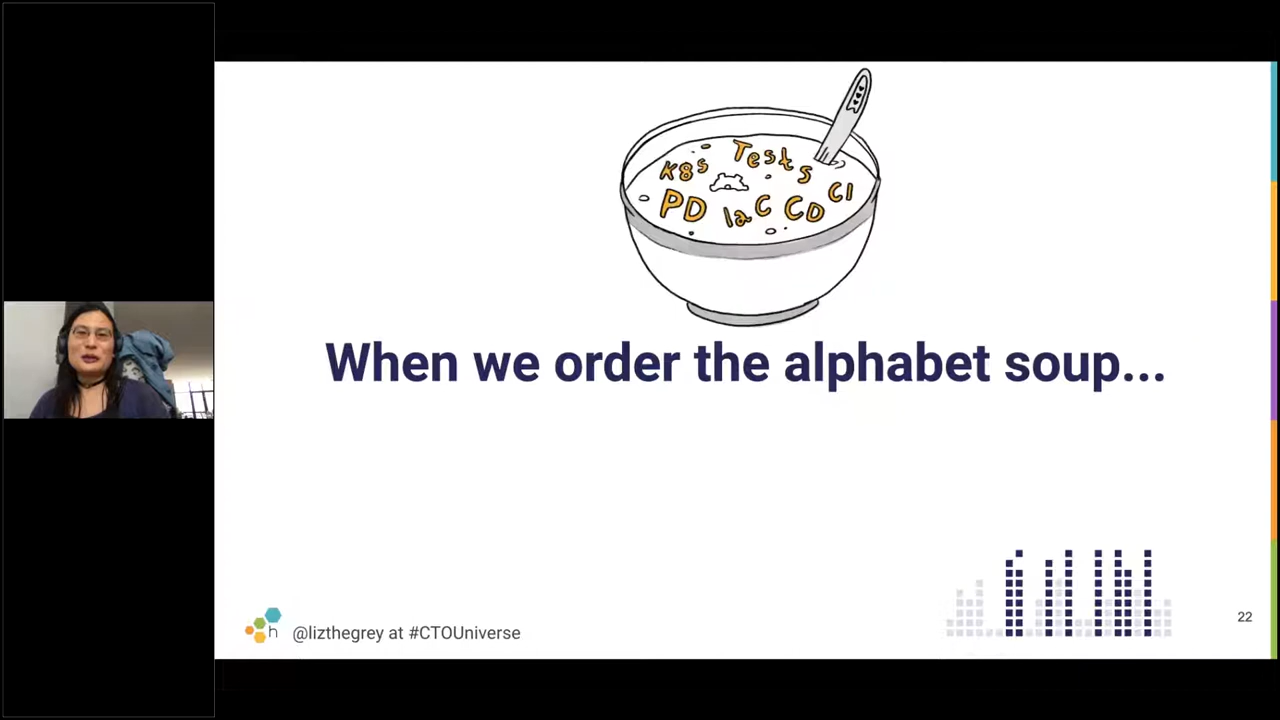 Tests
K8s
PD IaC CD CI
When we order the alphabet soup...
h
@lizthegrey at #CTOUniverse
22